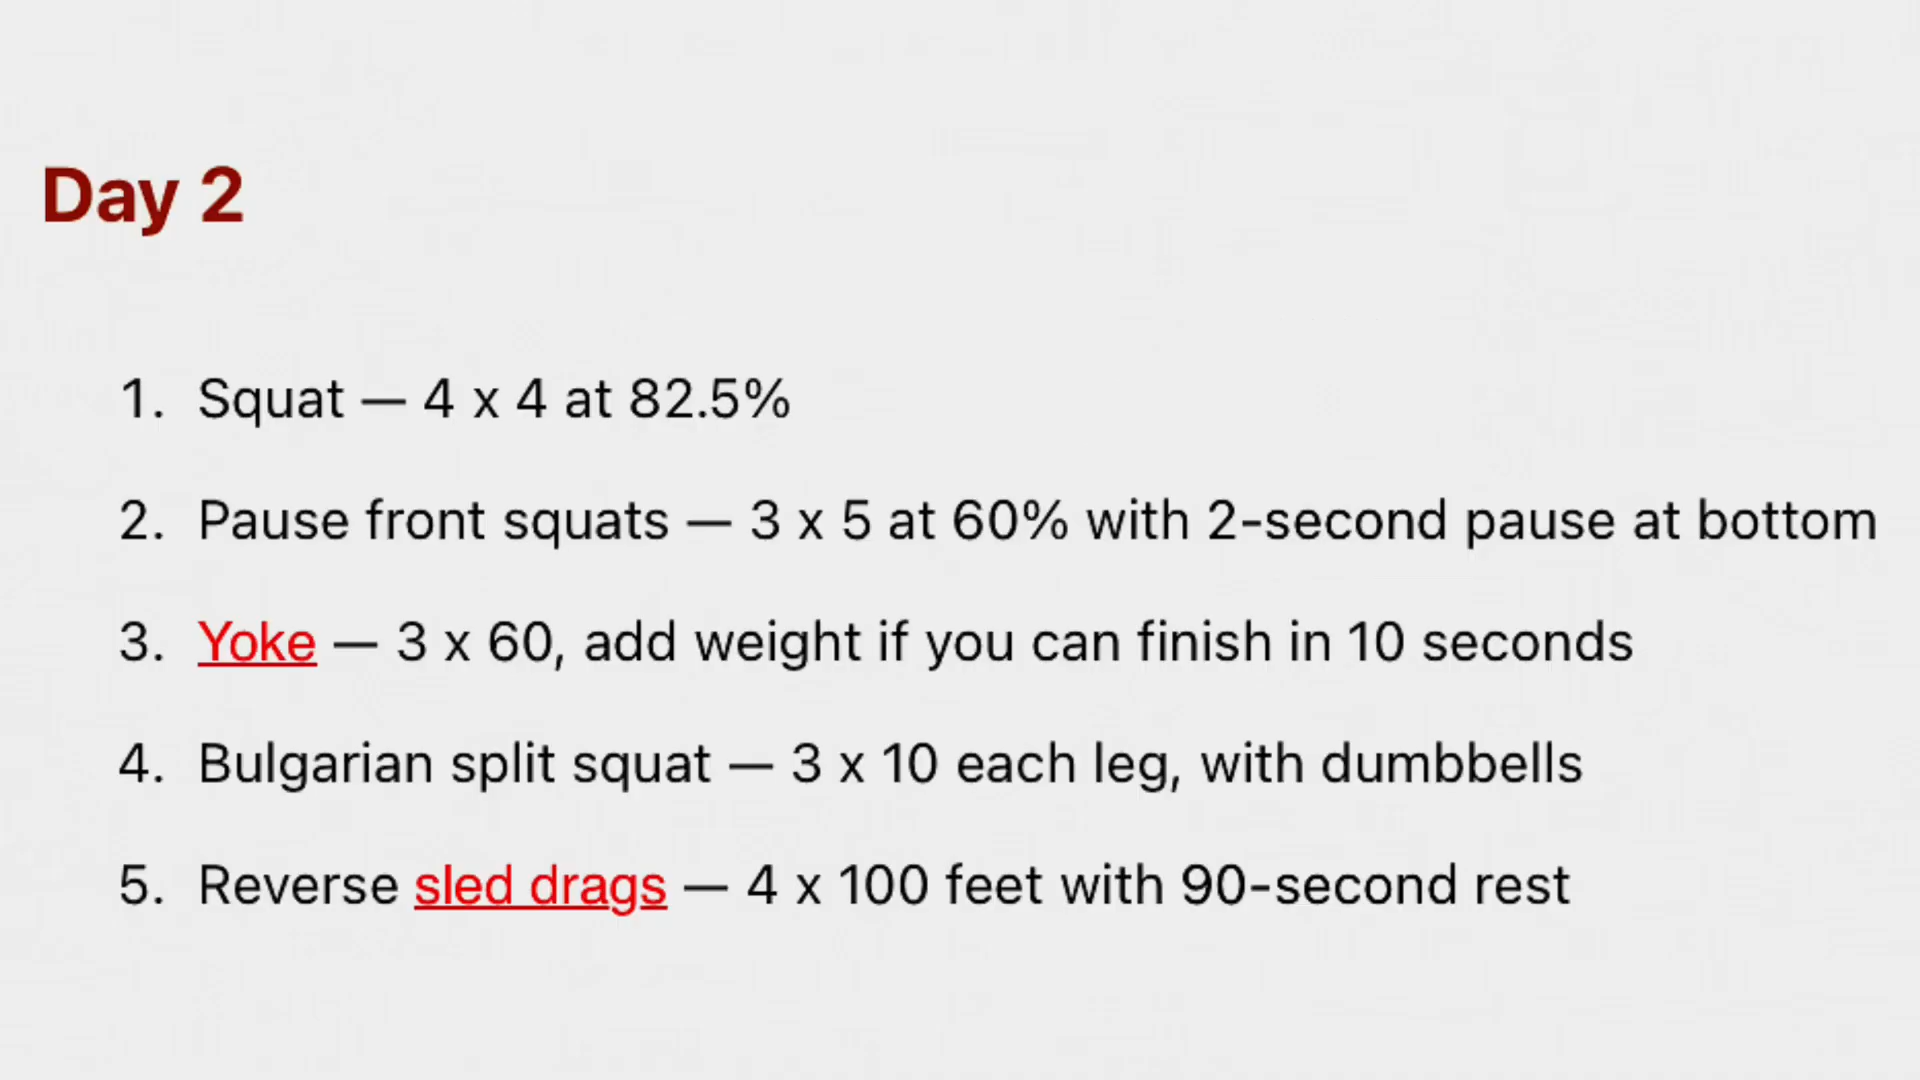 Day 2
1. Squat — 4 x 4 at 82.5%
2. Pause front squats — 3 x 5 at 60% with 2-second pause at bottom
3. Yoke — 3 x 60, add weight if you can finish in 10 seconds
4. Bulgarian split squat — 3 x 10 each leg, with dumbbells
5. Reverse sled drags — 4 x 100 feet with 90-second rest